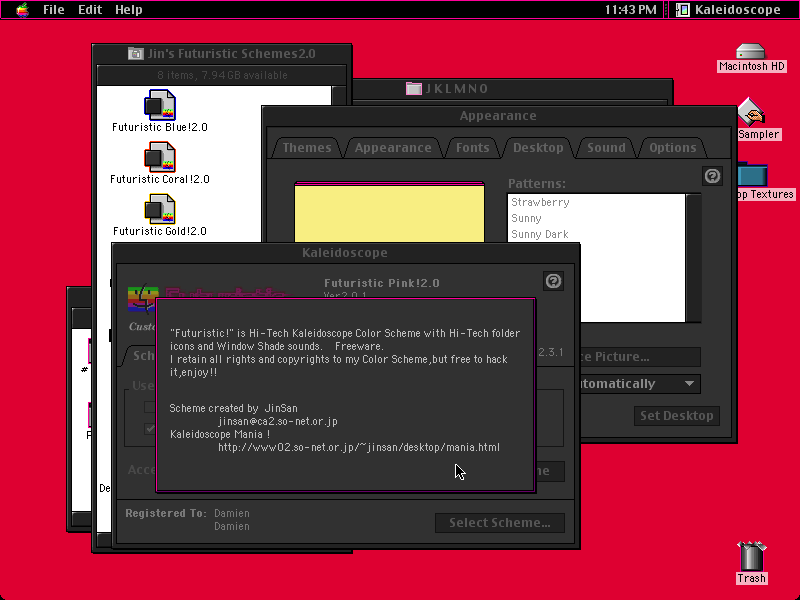 File Edit Help
11:43 PM
Kaleidoscope
Jin's Futuristic Schemes2.0
8 items, 7.94 GB available
Futuristic Blue!2.0
Futuristic Coral!2.0
Futuristic Gold!2.0
JKLMNO
Appearance
Themes Appearance Fonts Desktop Sound Options
Patterns:
Strawberry
Sunny
Sunny Dark
ce Picture...
utomatically
Set Desktop
Macintosh HD
Sampler
op Textures
Trash
Kaleidoscope
Futuristic Pink!2.0
Ver2.0.1
Custo
Sch
2.3.1
Use
Acce
me
"Futuristic!" is Hi-Tech Kaleidoscope Color Scheme with Hi-Tech folder
icons and Window Shade sounds. Freeware.
I retain all rights and copyrights to my Color Scheme,but free to hack
it,enjoy!!
Scheme created by JinSan
jinsan@ca2.so-net.or.jp
Kaleidoscope Mania !
http://www02.so-net.or.jp/~jinsan/desktop/mania.html
Registered To: Damien
Damien
Select Scheme...
De
#